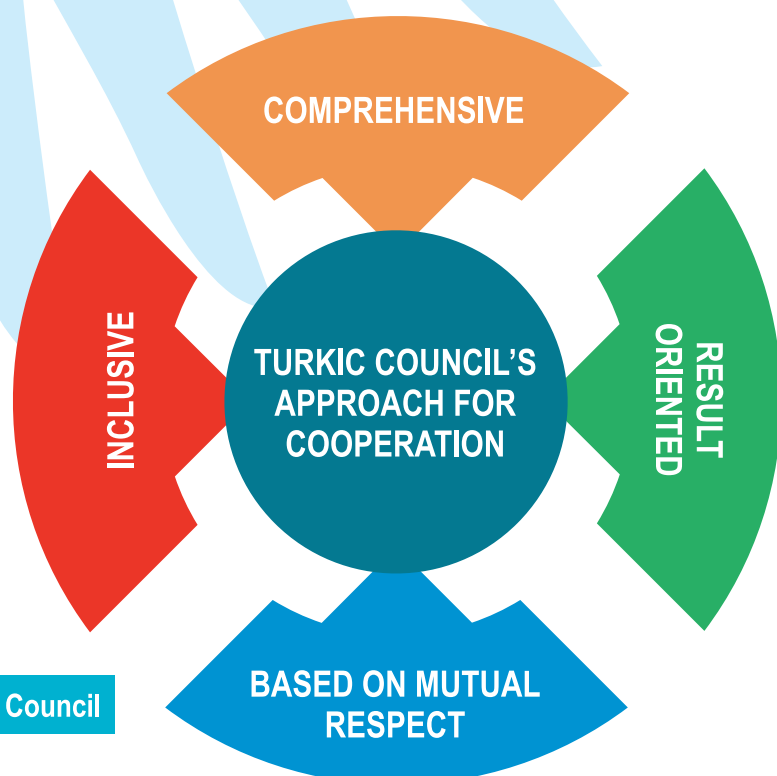 COMPREHENSIVE
INCLUSIVE
TURKIC COUNCIL’S
APPROACH FOR
COOPERATION
RESULT
ORIENTED
BASED ON MUTUAL
RESPECT
Council